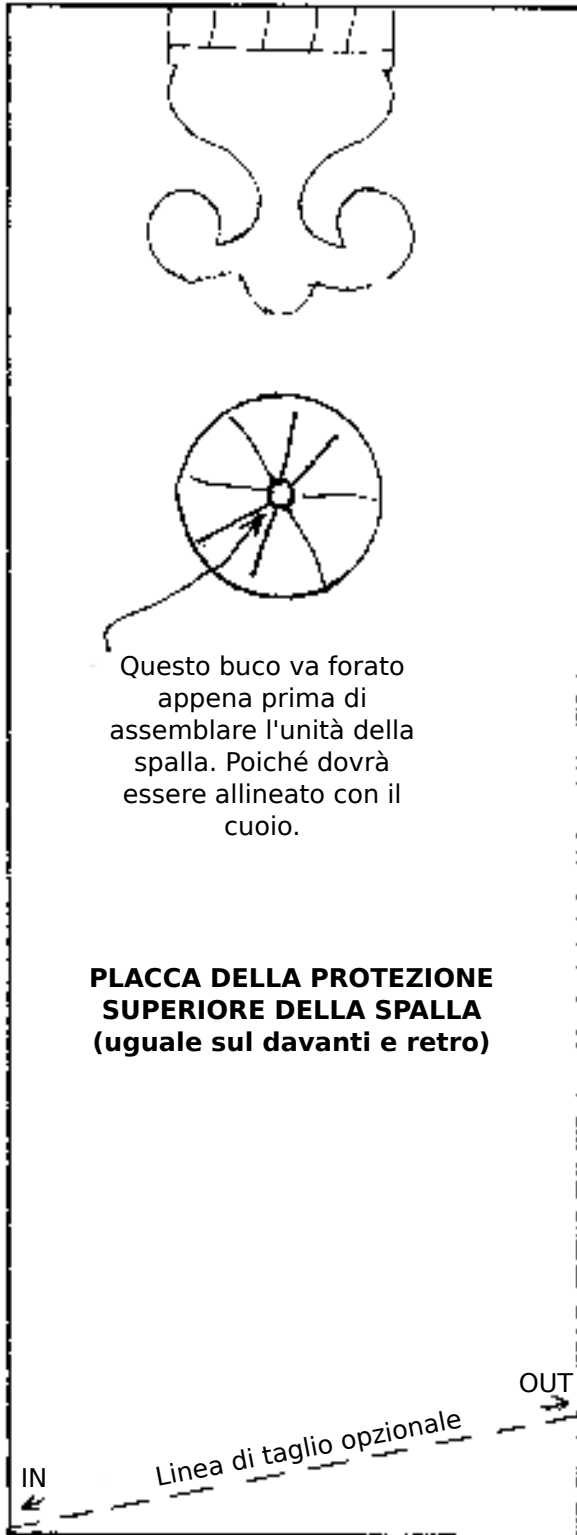 Questo buco va forato
appena prima di
assemblare l'unità della
spalla. Poiché dovrà
essere allineato con il
cuoio.
PLACCA DELLA PROTEZIONE
SUPERIORE DELLA SPALLA
(uguale sul davanti e retro)
OUT
Linea di taglio opzionale
IN